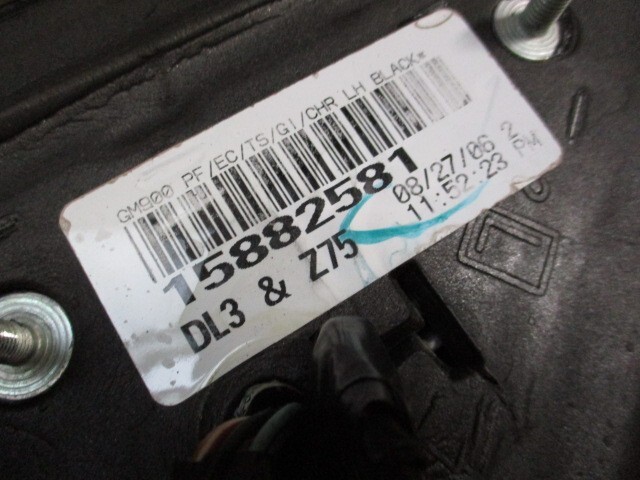 GM900 PF/EC/TS/GI/CHR LH BLACK*
15882581
08/27/06 2
DL3 & Z75
11:52:23 PM